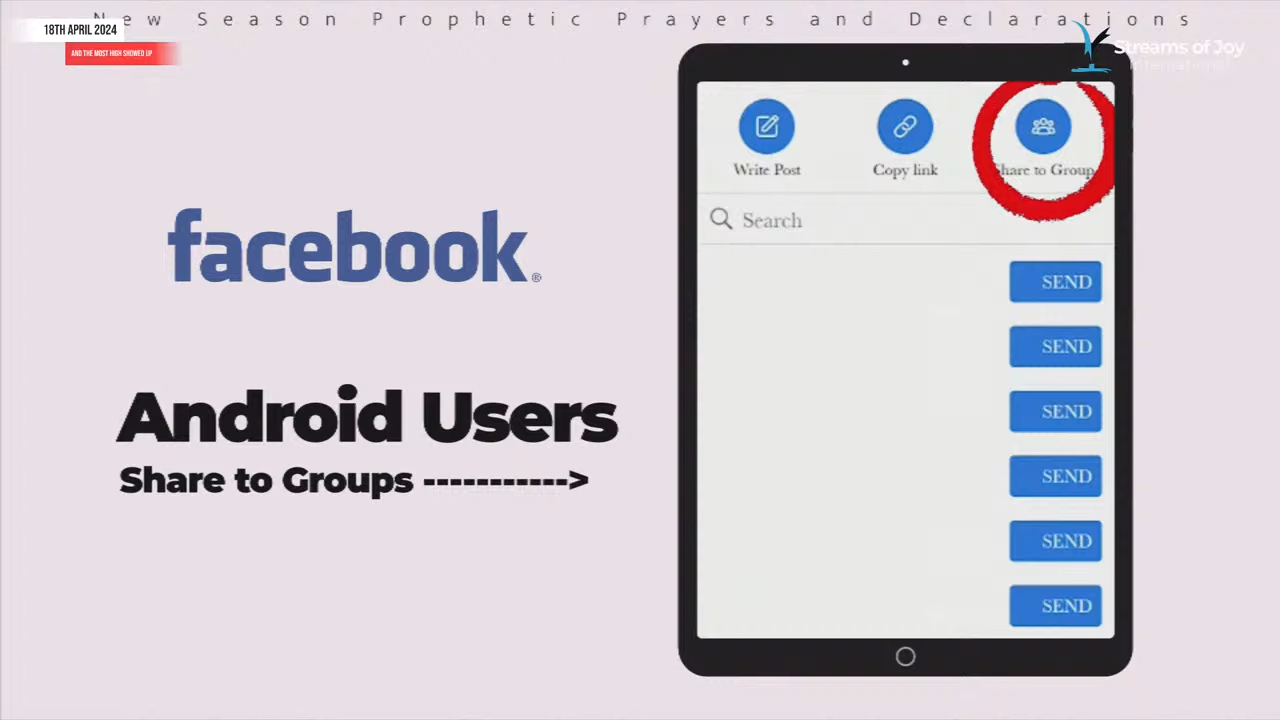 New Season Prophetic Prayers and Declarations
18TH APRIL 2024
AND THE MOST HIGH SHOWED UP
Streams of Joy
International
Write Post
Copy link
Share to Group
Search
facebook®
SEND
SEND
SEND
SEND
SEND
SEND
Android Users
Share to Groups ----------->